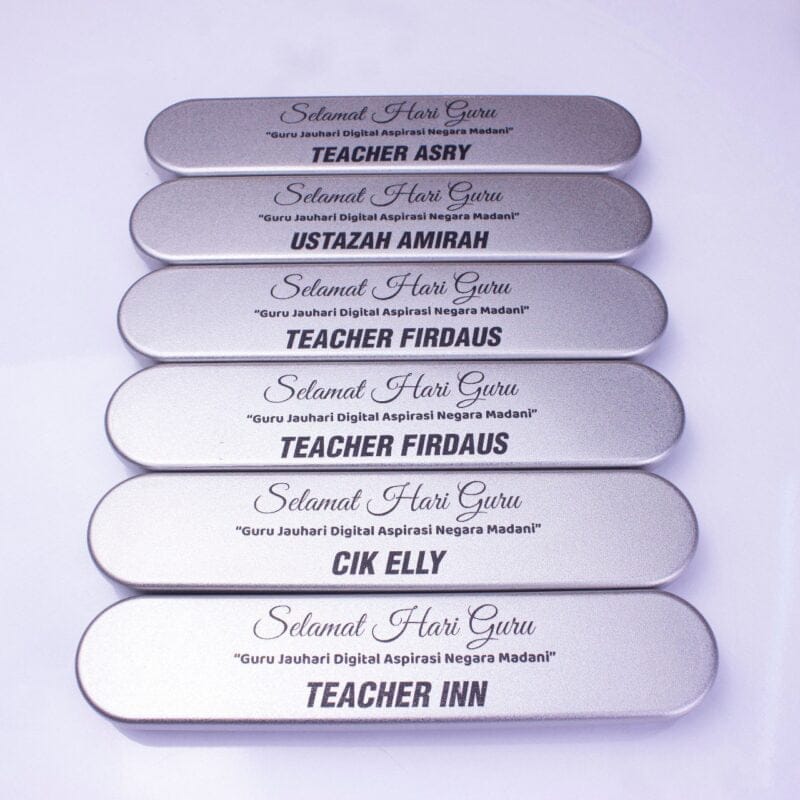 Selamat Hari Guru
"Guru Jauhari Digital Aspirasi Negara Madani"
TEACHER ASRY
Selamat Hari Guru
"Guru Jauhari Digital Aspirasi Negara Madani"
USTAZAH AMIRAH
Selamat Hari Guru
"Guru Jauhari Digital Aspirasi Negara Madani"
TEACHER FIRDAUS
Selamat Hari Guru
"Guru Jauhari Digital Aspirasi Negara Madani"
TEACHER FIRDAUS
Selamat Hari Guru
"Guru Jauhari Digital Aspirasi Negara Madani"
CIK ELLY
Selamat Hari Guru
"Guru Jauhari Digital Aspirasi Negara Madani"
TEACHER INN